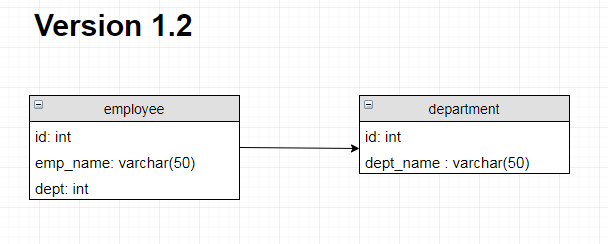 Version 1.2
employee
id: int
emp_name: varchar(50)
dept: int
department
id: int
dept_name : varchar(50)